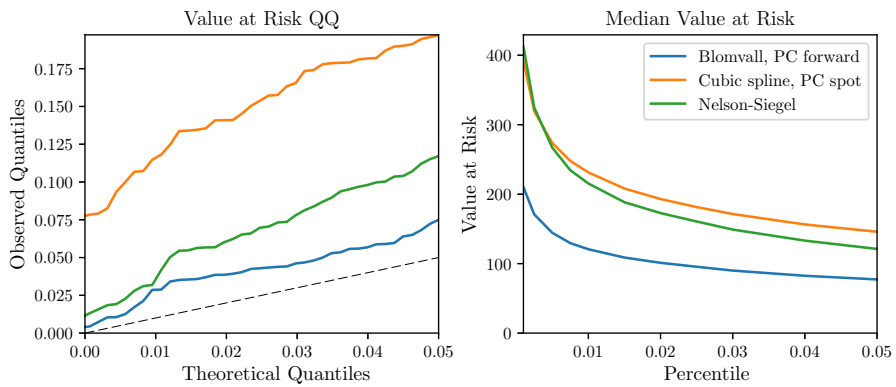 Value at Risk QQ
Observed Quantiles
0.175
0.150
0.125
0.100
0.075
0.050
0.025
0.000
0.00 0.01 0.02 0.03 0.04 0.05
Theoretical Quantiles
Median Value at Risk
Value at Risk
400
300
200
100
0
Blomvall, PC forward
Cubic spline, PC spot
Nelson-Siegel
0.01 0.02 0.03 0.04 0.05
Percentile